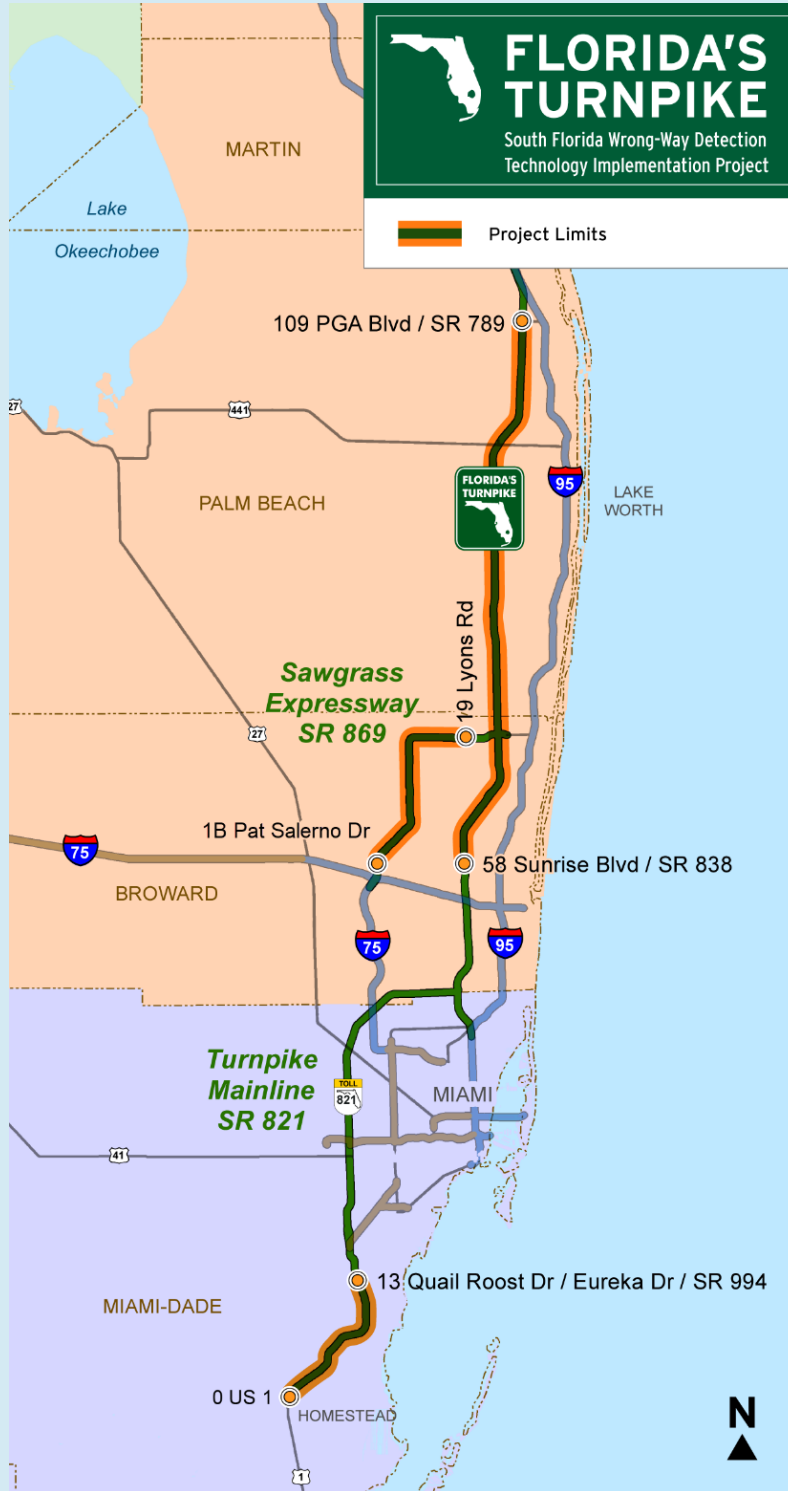 FLORIDA'S
TURNPIKE
South Florida Wrong-Way Detection
Technology Implementation Project
Project Limits
MARTIN
Lake
Okeechobee
109 PGA Blvd / SR 789
27
441
FLORIDA'S
TURNPIKE
95
LAKE
WORTH
PALM BEACH
19 Lyons Rd
Sawgrass
Expressway
SR 869
27
1B Pat Salerno Dr
75
58 Sunrise Blvd / SR 838
BROWARD
75
95
Turnpike
Mainline
SR 821
TOLL
821
MIAMI
41
13 Quail Roost Dr / Eureka Dr / SR 994
MIAMI-DADE
0 US 1
HOMESTEAD
N
1